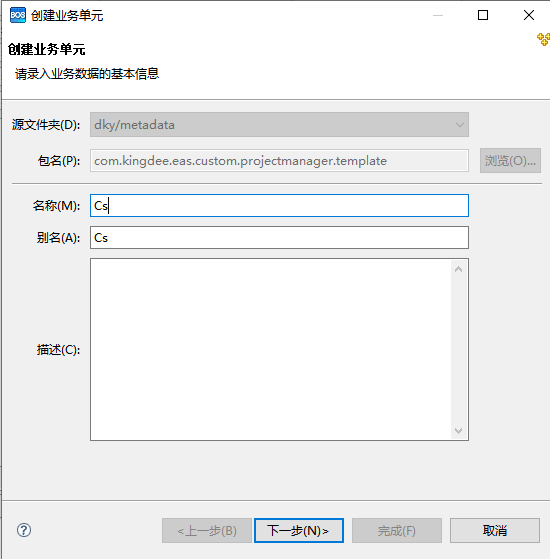 BOS 创建业务单元
创建业务单元
请录入业务数据的基本信息
源文件夹(D): dky/metadata
包名(P): com.kingdee.eas.custom.projectmanager.template 浏览(O)...
名称(M): Cs
别名(A): Cs
描述(C):
? <上一步(B) 下一步(N)> 完成(F) 取消